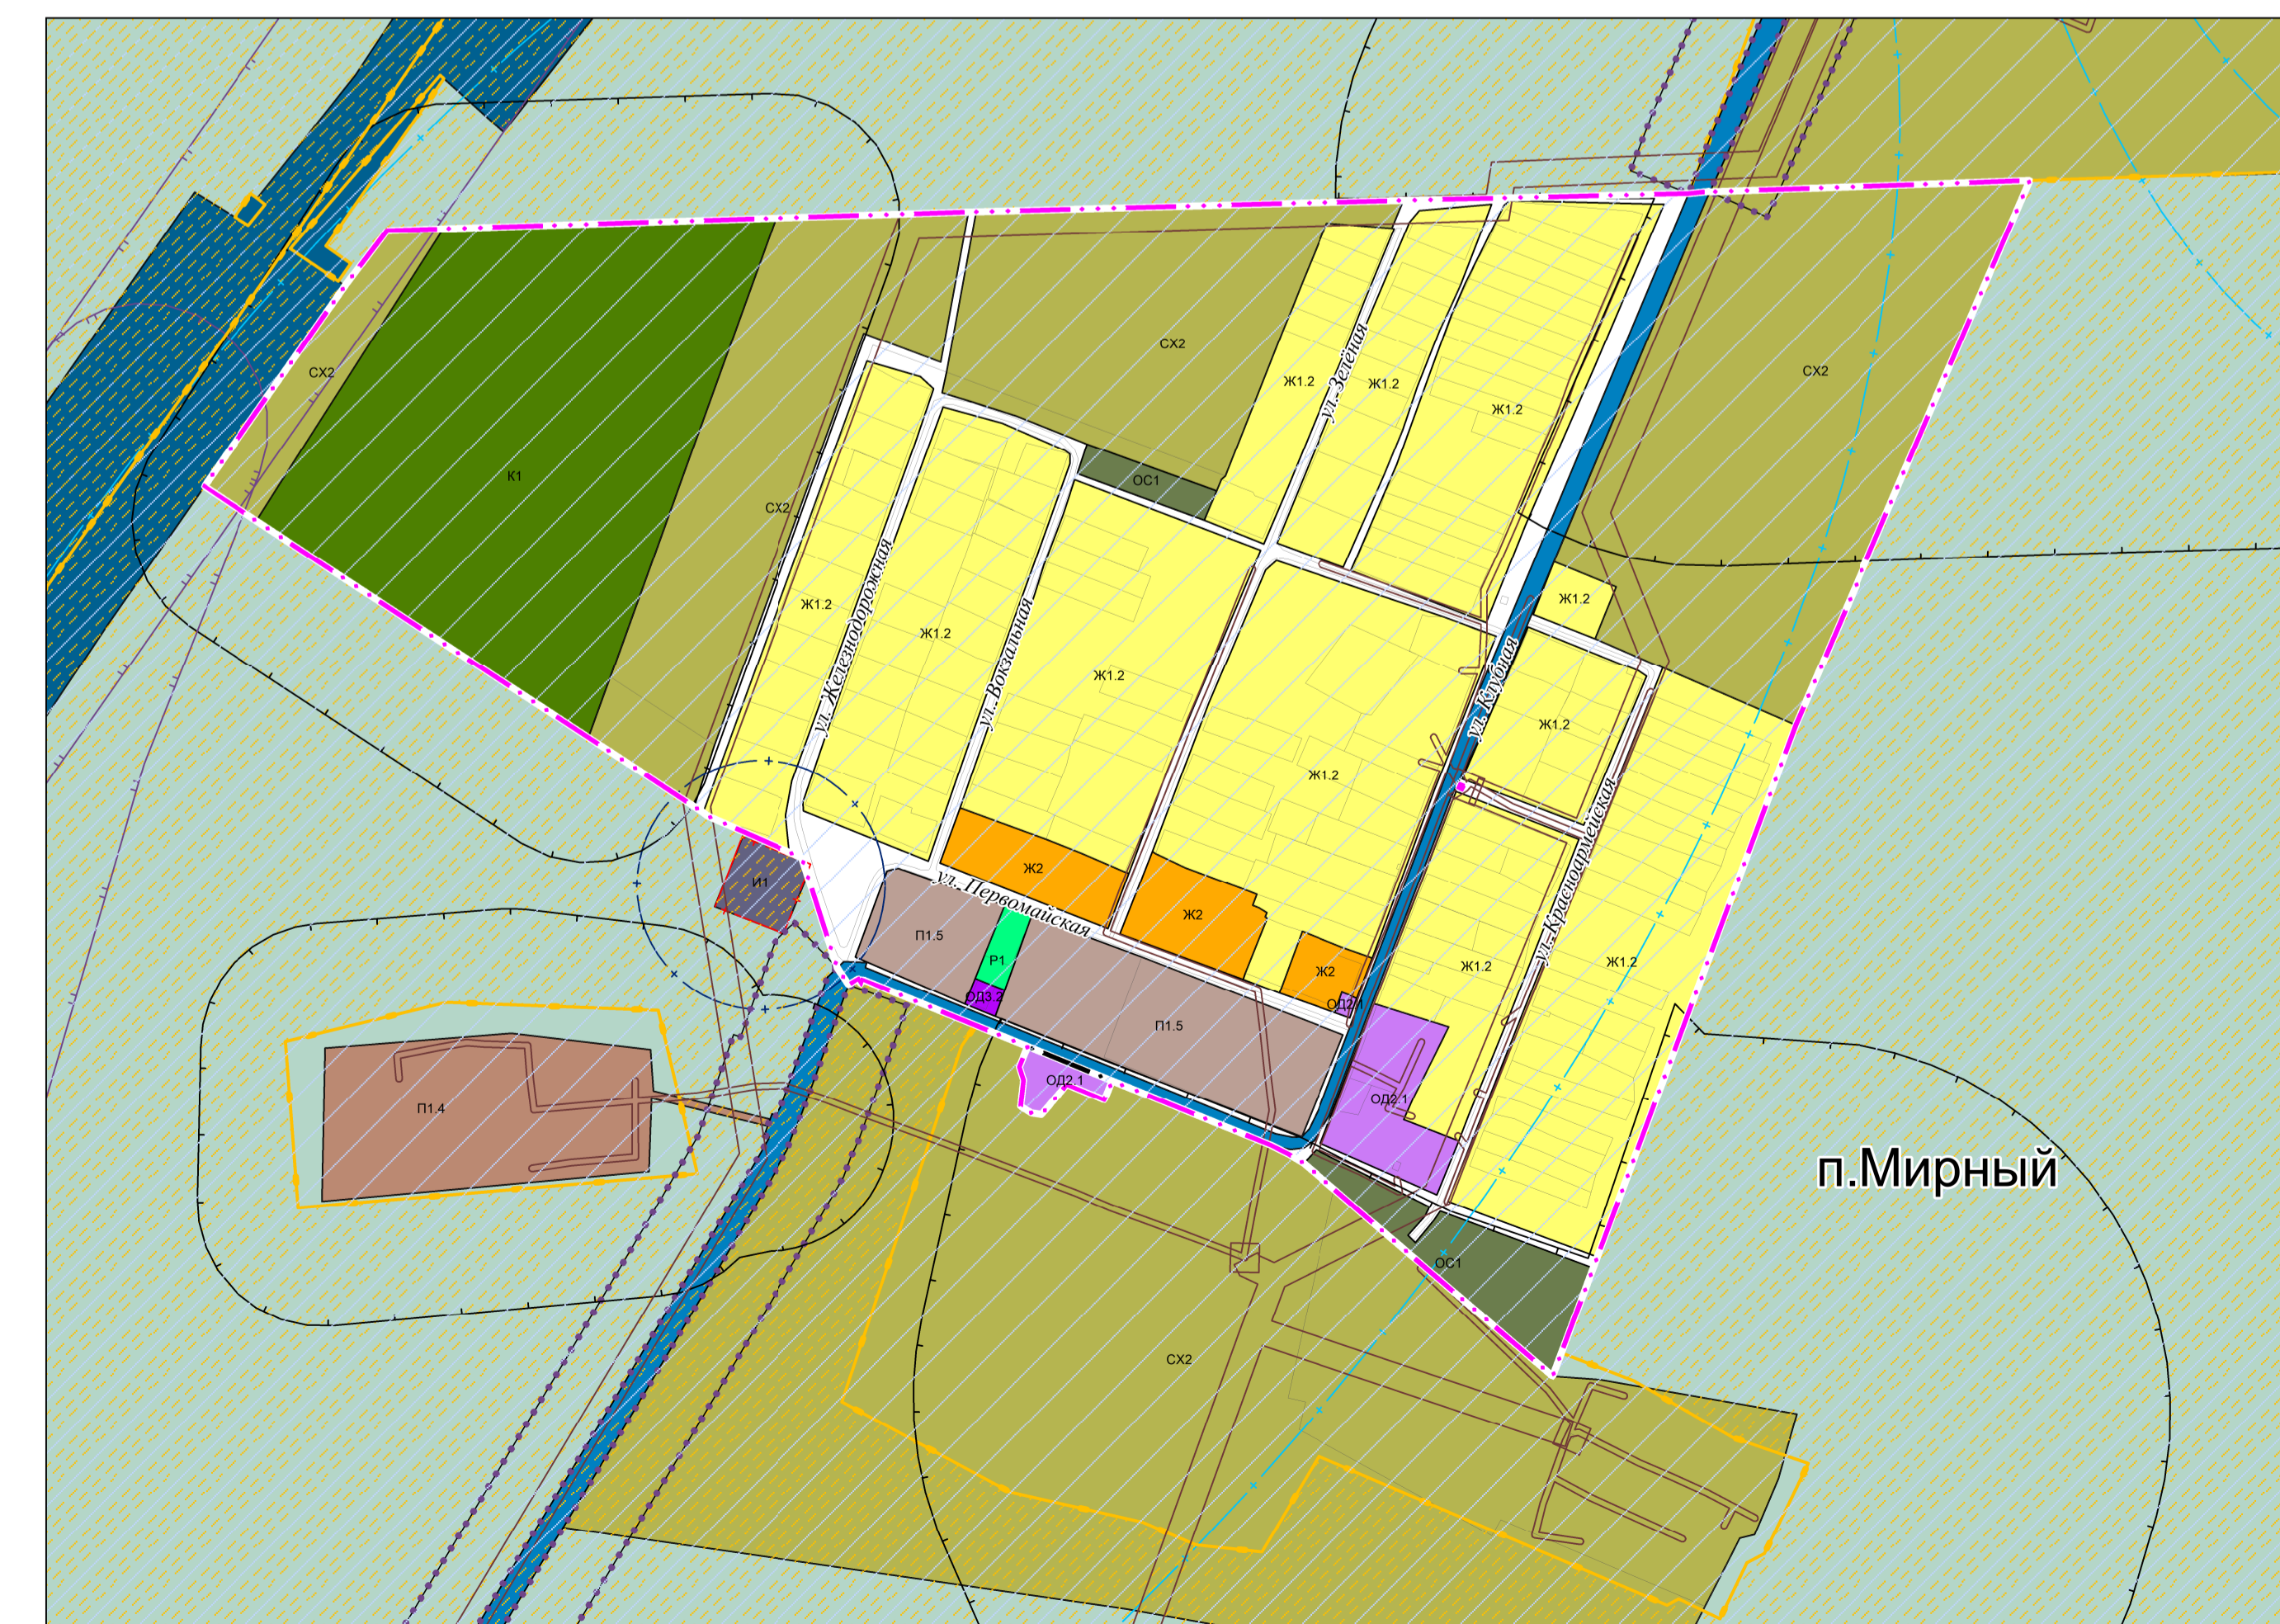 СХ2
СХ2
СХ2
Ж1.2
Ж1.2
ул. Зелёная
Ж1.2
К1
ОС1
СХ2
Ж1.2
Ж1.2
ул. Железнодорожная
Ж1.2
ул. Вокзальная
Ж1.2
Ж1.2
ул. Клубная
Ж1.2
Ж1.2
ул. Красноармейская
Ж2
И1
ул. Первомайская
Ж2
П1.5
Р1
Ж2
Ж1.2
Ж1.2
ОД3.2
ОД2.1
П1.5
ОД2.1
ОД2.1
П1.4
п.Мирный
ОС1
СХ2